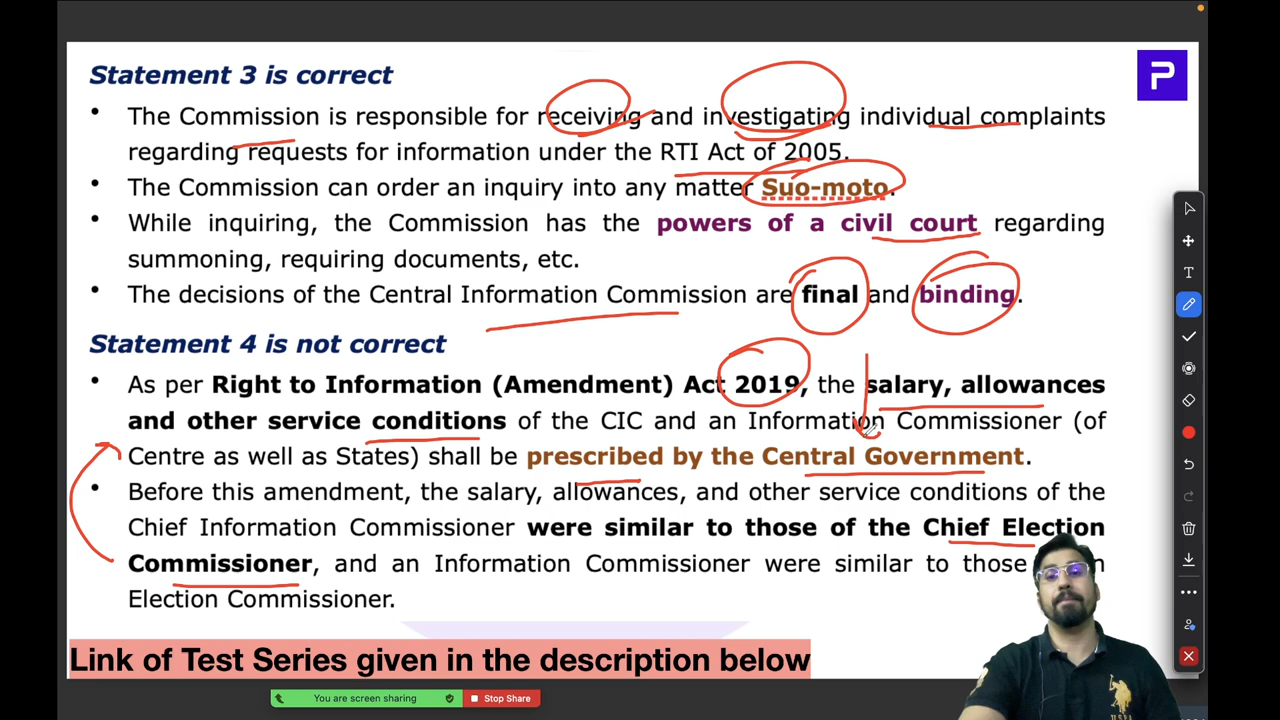 Statement 3 is correct
P
• The Commission is responsible for receiving and investigating individual complaints
regarding requests for information under the RTI Act of 2005.
• The Commission can order an inquiry into any matter Suo-moto.
• While inquiring, the Commission has the powers of a civil court regarding
summoning, requiring documents, etc.
• The decisions of the Central Information Commission are final and binding.
Statement 4 is not correct
• As per Right to Information (Amendment) Act 2019, the salary, allowances
and other service conditions of the CIC and an Information Commissioner (of
Centre as well as States) shall be prescribed by the Central Government.
• Before this amendment, the salary, allowances, and other service conditions of the
Chief Information Commissioner were similar to those of the Chief Election
Commissioner, and an Information Commissioner were similar to those
Election Commissioner.
Link of Test Series given in the description below
You are screen sharing Stop Share
T